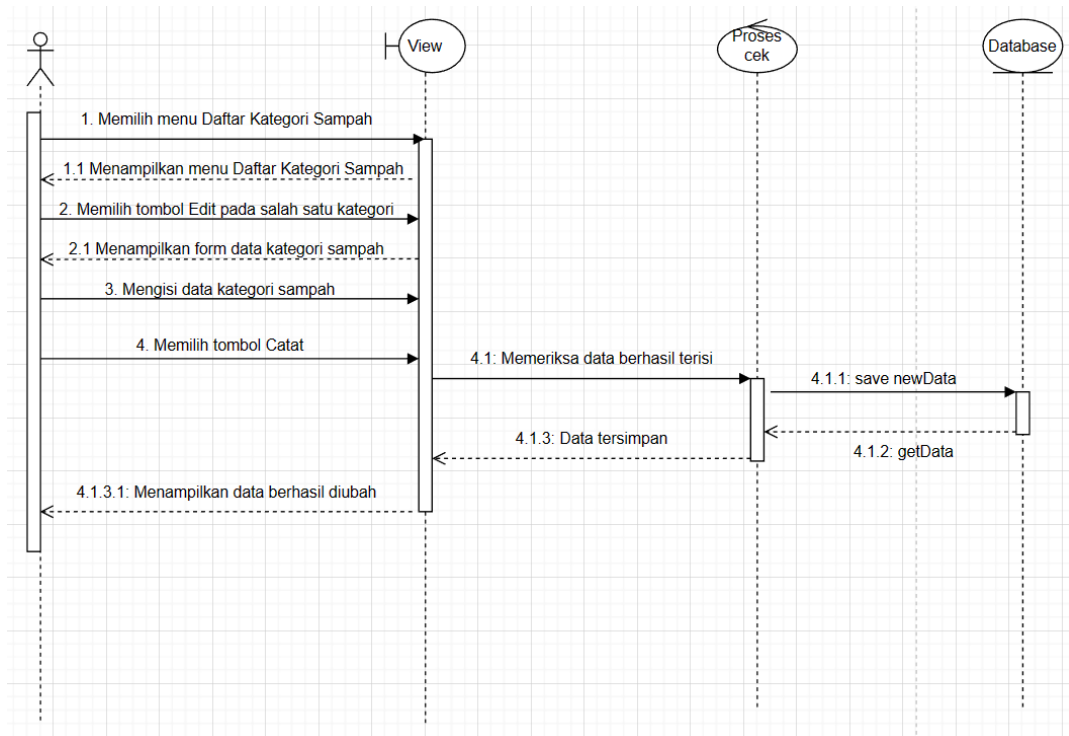 View
Proses
cek
Database
1. Memilih menu Daftar Kategori Sampah
1.1 Menampilkan menu Daftar Kategori Sampah
2. Memilih tombol Edit pada salah satu kategori
2.1 Menampilkan form data kategori sampah
3. Mengisi data kategori sampah
4. Memilih tombol Catat
4.1: Memeriksa data berhasil terisi
4.1.1: save newData
4.1.2: getData
4.1.3: Data tersimpan
4.1.3.1: Menampilkan data berhasil diubah